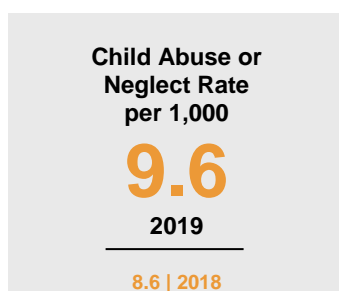 Child Abuse or
Neglect Rate
per 1,000
9.6
2019
8.6 | 2018